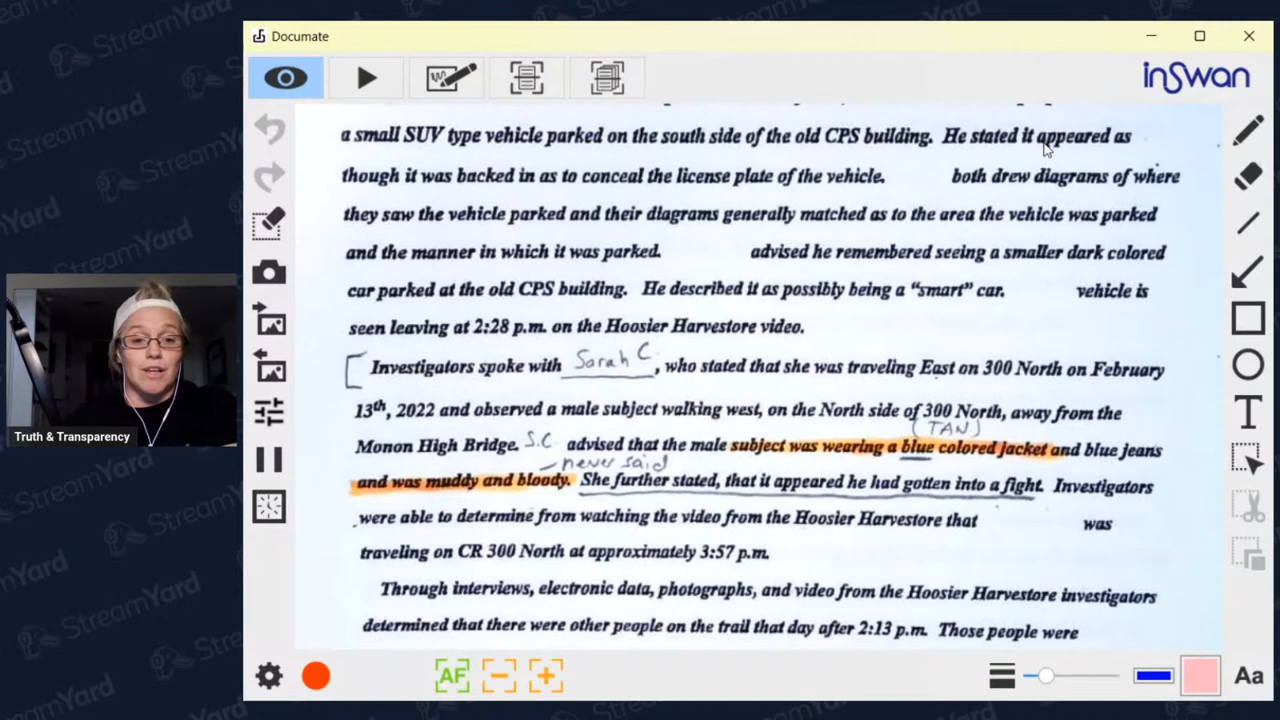 StreamYard
Documate
inSwan
a small SUV type vehicle parked on the south side of the old CPS building. He stated it appeared as
though it was backed in as to conceal the license plate of the vehicle. both drew diagrams of where
they saw the vehicle parked and their diagrams generally matched as to the area the vehicle was parked
and the manner in which it was parked. advised he remembered seeing a smaller dark colored
car parked at the old CPS building. He described it as possibly being a "smart" car. vehicle is
seen leaving at 2:28 p.m. on the Hoosier Harvestore video.
[ Investigators spoke with Sarah C. , who stated that she was traveling East on 300 North on February
13th, 2022 and observed a male subject walking west, on the North side of 300 North, away from the
(TAN)
Monon High Bridge. S.C. advised that the male subject was wearing a blue colored jacket and blue jeans
- never said
and was muddy and bloody. She further stated, that it appeared he had gotten into a fight. Investigators
were able to determine from watching the video from the Hoosier Harvestore that was
traveling on CR 300 North at approximately 3:57 p.m.
Through interviews, electronic data, photographs, and video from the Hoosier Harvestore investigators
determined that there were other people on the trail that day after 2:13 p.m. Those people were
Truth & Transparency
T
AF
Aa